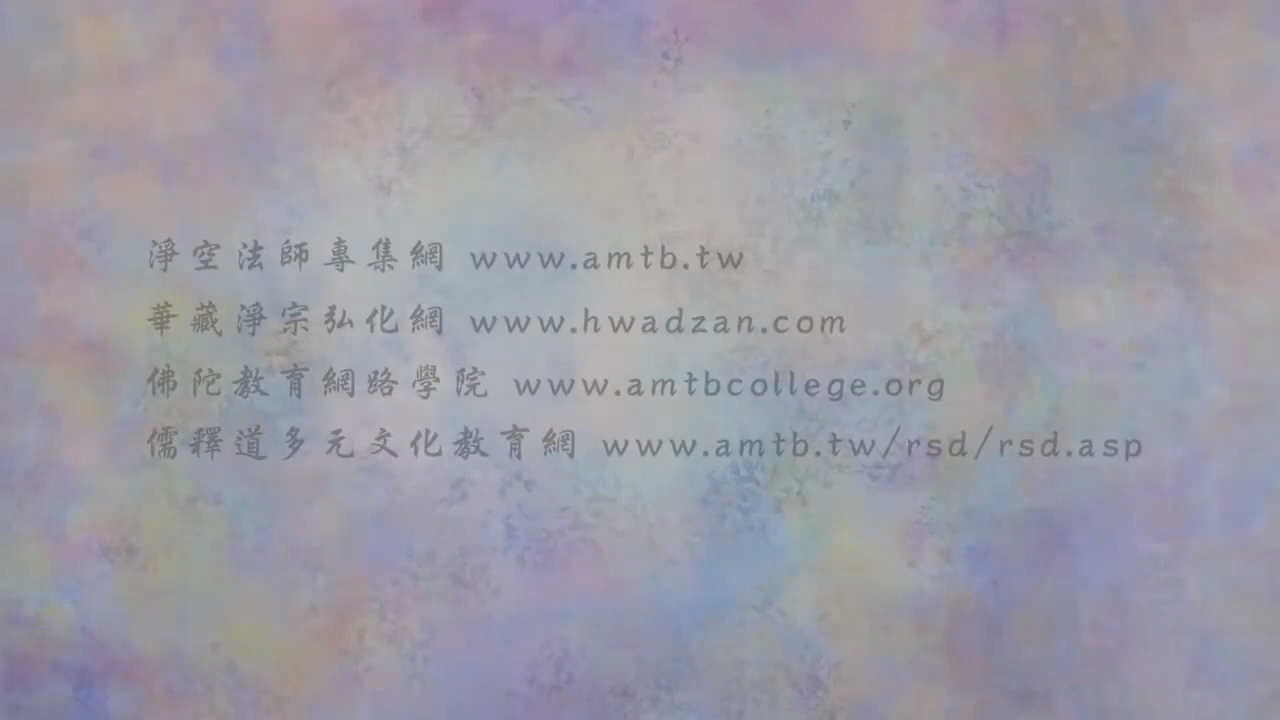 淨空法師專集網 www.amtb.tw
華藏淨宗弘化網 www.hwadzan.com
佛陀教育網路學院 www.amtbcollege.org
儒釋道多元文化教育網 www.amtb.tw/rsd/rsd.asp